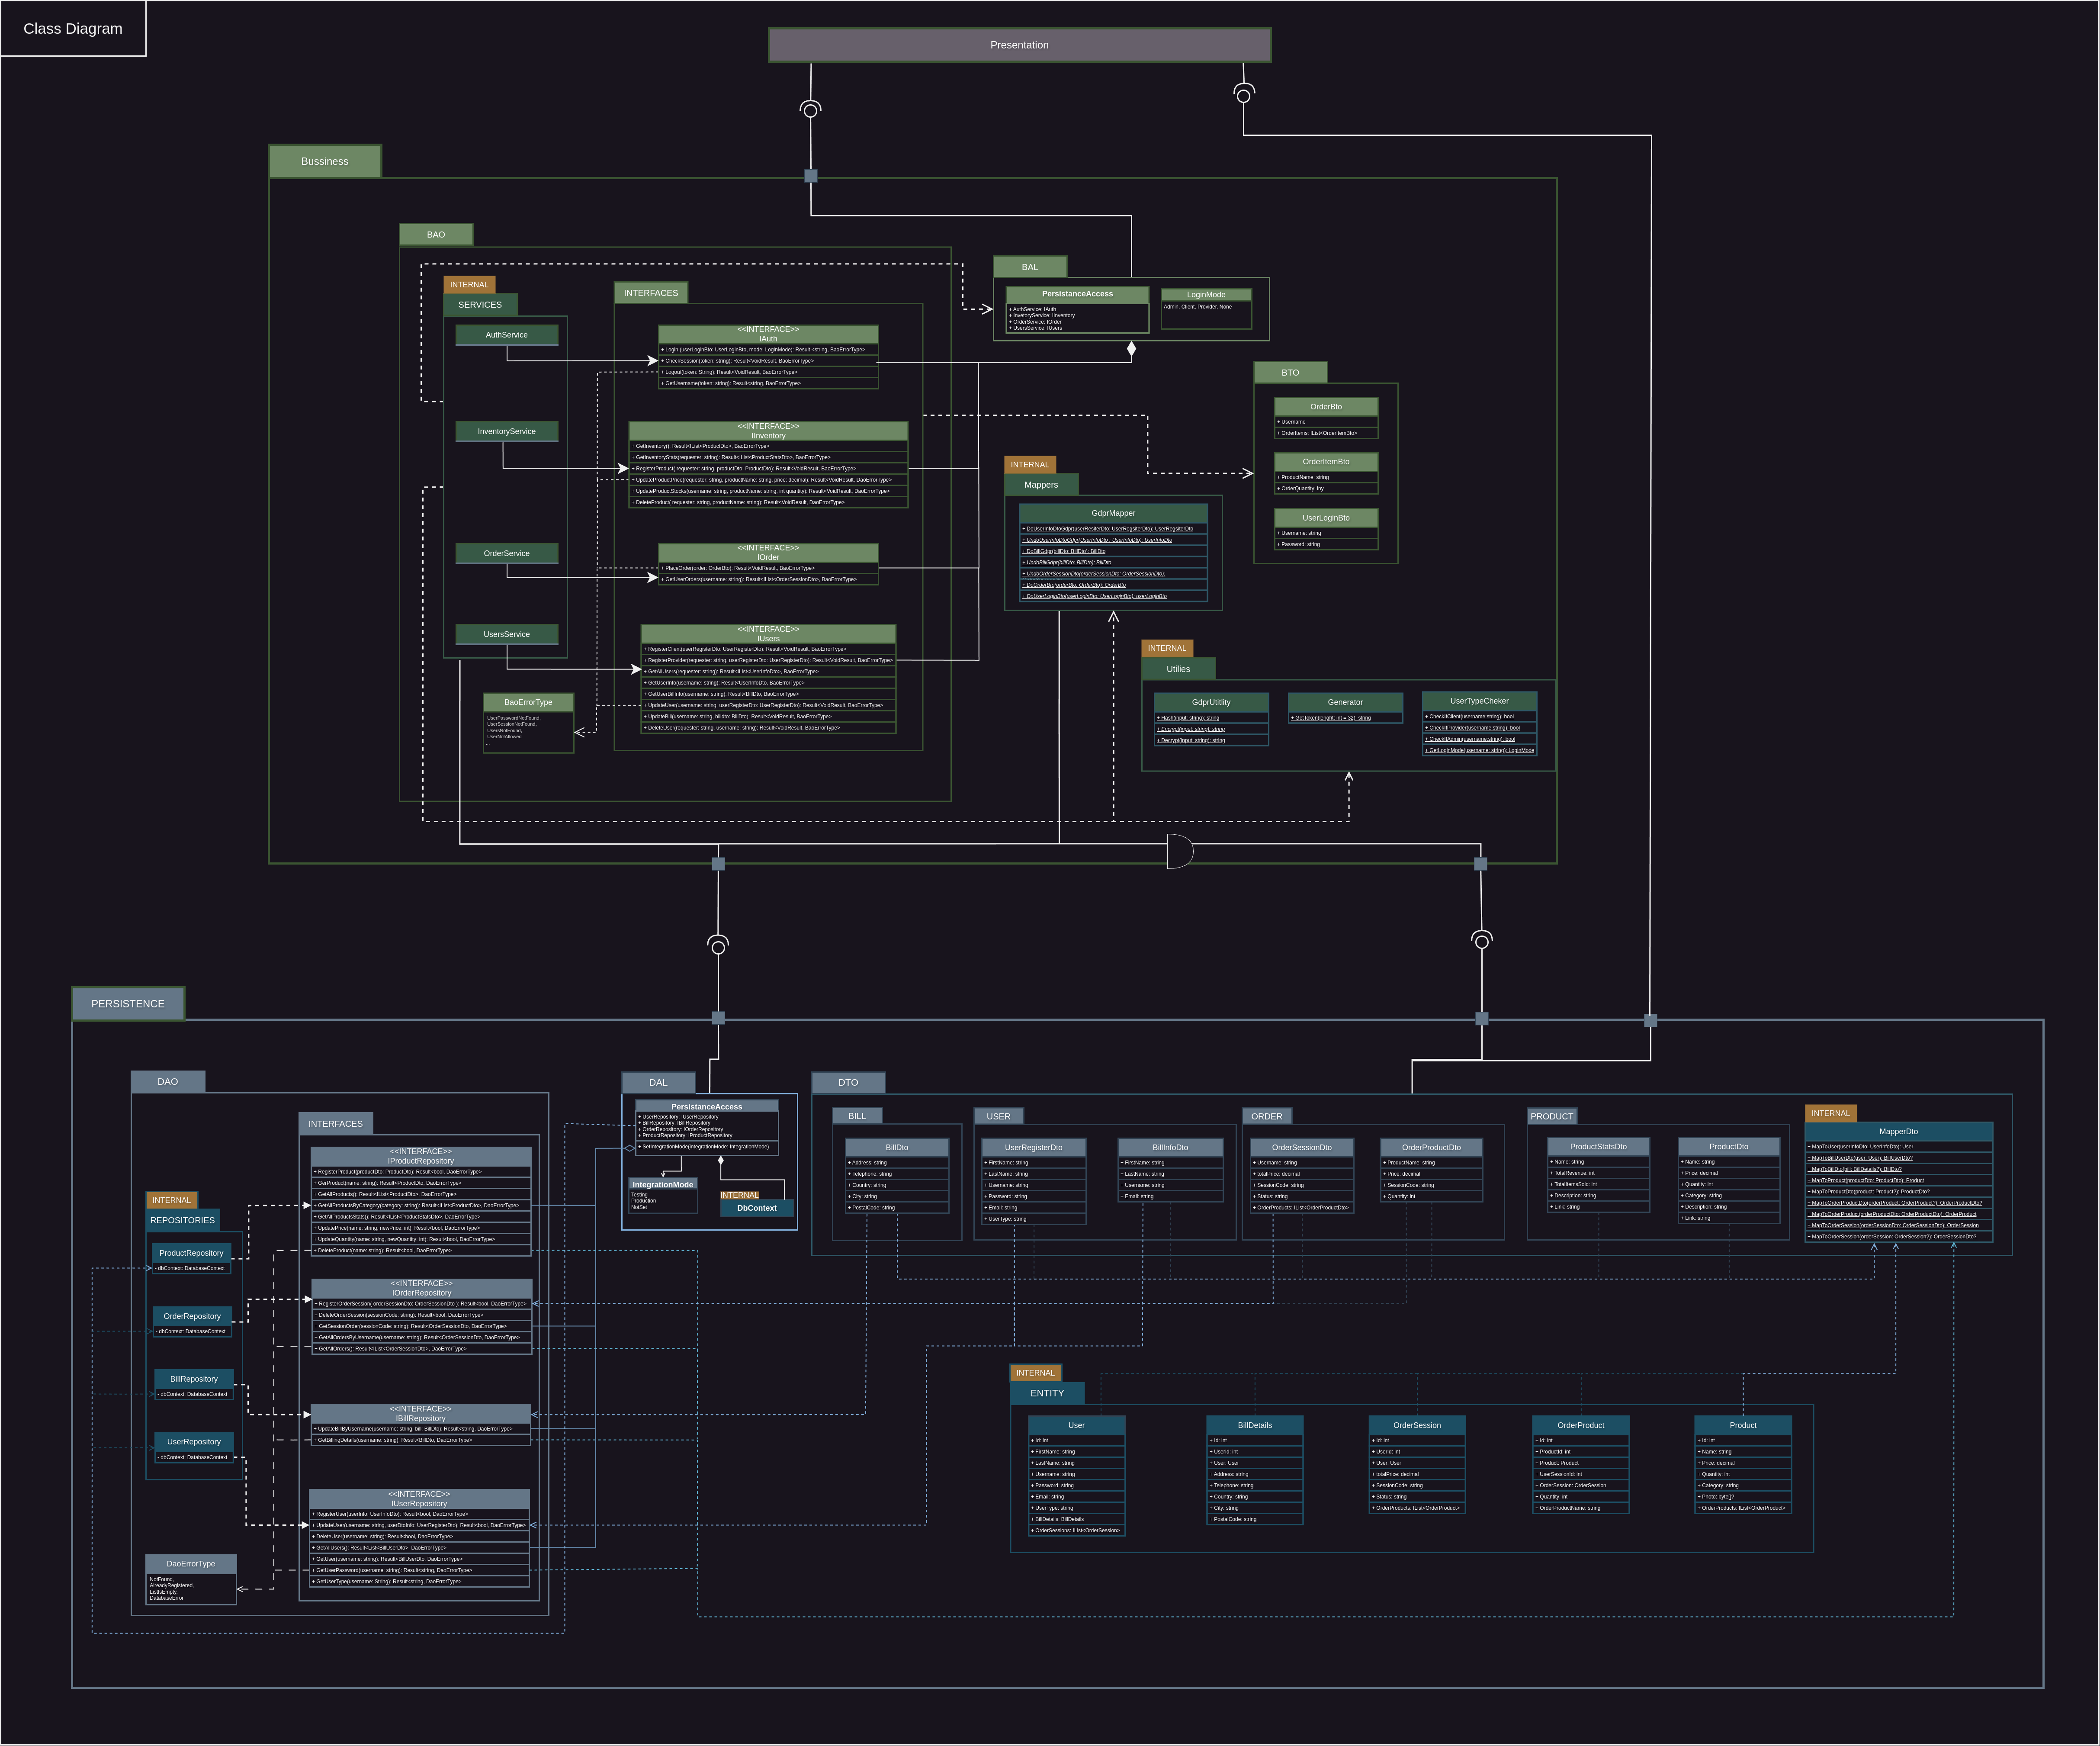 Class Diagram
Presentation
Bussiness
BAO
INTERNAL
SERVICES
AuthService
InventoryService
OrderService
UsersService
BaoErrorType
UserPasswordNotFound,
UserSessionNotFound,
UsersNotFound,
UserNotAllowed
...
INTERFACES
<<INTERFACE>>
IAuth
+ Login (userLoginBto: UserLoginBto, mode: LoginMode): Result <string, BaoErrorType>
+ CheckSession(token: string): Result<VoidResult, BaoErrorType>
+ Logout(token: String): Result<VoidResult, BaoErrorType>
+ GetUsername(token: string): Result<string, BaoErrorType>
<<INTERFACE>>
IInventory
+ GetInventory(): Result<IList<ProductDto>, BaoErrorType>
+ GetInventoryStats(requester: string): Result<IList<ProductStatsDto>, BaoErrorType>
+ RegisterProduct( requester: string, productDto: ProductDto): Result<VoidResult, BaoErrorType>
+ UpdateProductPrice(requester: string, productName: string, price: decimal): Result<VoidResult, DaoErrorType>
+ UpdateProductStocks(username: string, productName: string, int quantity): Result<VoidResult, DaoErrorType>
+ DeleteProduct( requester: string, productName: string): Result<VoidResult, DaoErrorType>
<<INTERFACE>>
IOrder
+ PlaceOrder(order: OrderBto): Result<VoidResult, BaoErrorType>
+ GetUserOrders(username: string): Result<IList<OrderSessionDto>, BaoErrorType>
<<INTERFACE>>
IUsers
+ RegisterClient(userRegisterDto: UserRegisterDto): Result<VoidResult, BaoErrorType>
+ RegisterProvider(requester: string, userRegisterDto: UserRegisterDto): Result<VoidResult, BaoErrorType>
+ GetAllUsers(requester: string): Result<IList<UserInfoDto>, BaoErrorType>
+ GetUserInfo(username: string): Result<UserInfoDto, BaoErrorType>
+ GetUserBillInfo(username: string): Result<BillDto, BaoErrorType>
+ UpdateUser(username: string, userRegisterDto: UserRegisterDto): Result<VoidResult, BaoErrorType>
+ UpdateBill(username: string, billdto: BillDto): Result<VoidResult, BaoErrorType>
+ DeleteUser(requester: string, username: string): Result<VoidResult, BaoErrorType>
BAL
PersistanceAccess
+ AuthService: IAuth
+ InvetoryService: IInventory
+ OrderService: IOrder
+ UsersService: IUsers
LoginMode
Admin, Client, Provider, None
BTO
OrderBto
+ Username
+ OrderItems: IList<OrderItemBto>
OrderItemBto
+ ProductName: string
+ OrderQuantity: iny
UserLoginBto
+ Username: string
+ Password: string
INTERNAL
Mappers
GdprMapper
+ DoUserInfoDtoGdpr(userRegisterDto: UserRegsiterDto): UserRegsiterDto
+ UndoUserInfoDtoGdpr(UserInfoDto : UserInfoDto): UserInfoDto
+ DoBillGdpr(billDto: BillDto): BillDto
+ UndoBillGdpr(billDto: BillDto): BillDto
+ UndoOrderSessionDto(orderSessionDto: OrderSessionDto):
+ DoOrderBto(orderBto: OrderBto): OrderBto
+ DoUserLoginBto(userLoginBto: UserLoginBto): userLoginBto
INTERNAL
Utilies
GdprUtitlity
+ Hash(input: string): string
+ Encrypt(input: string): string
+ Decrypt(input: string): string
Generator
+ GetToken(lenght: int = 32): string
UserTypeCheker
+ CheckIfClient(username:string): bool
+ CheckIfProvider(username:string): bool
+ CheckIfAdmin(username:string): bool
+ GetLoginMode(username: string): LoginMode
PERSISTENCE
DAO
INTERNAL
REPOSITORIES
ProductRepository
- dbContext: DatabaseContext
OrderRepository
- dbContext: DatabaseContext
BillRepository
- dbContext: DatabaseContext
UserRepository
- dbContext: DatabaseContext
DaoErrorType
NotFound,
AlreadyRegistered,
ListIsEmpty,
DatabaseError
INTERFACES
<<INTERFACE>>
IProductRepository
+ RegisterProduct(productDto: ProductDto): Result<bool, DaoErrorType>
+ GerProduct(name: string): Result<ProductDto, DaoErrorType>
+ GetAllProducts(): Result<IList<ProductDto>, DaoErrorType>
+ GetAllProductsByCategory(category: string): Result<IList<ProductDto>, DaoErrorType>
+ GetAllProductsStats(): Result<IList<ProductStatsDto>, DaoErrorType>
+ UpdatePrice(name: string, newPrice: int): Result<bool, DaoErrorType>
+ UpdateQuantity(name: string, newQuantity: int): Result<bool, DaoErrorType>
+ DeleteProduct(name: string): Result<bool, DaoErrorType>
<<INTERFACE>>
IOrderRepository
+ RegisterOrderSession( orderSessionDto: OrderSessionDto ): Result<bool, DaoErrorType>
+ DeleteOrderSession(sessionCode: string): Result<bool, DaoErrorType>
+ GetSessionOrder(sessionCode: string): Result<OrderSessionDto, DaoErrorType>
+ GetAllOrdersByUsername(username: string): Result<OrderSessionDto, DaoErrorType>
+ GetAllOrders(): Result<IList<OrderSessionDto>, DaoErrorType>
<<INTERFACE>>
IBillRepository
+ UpdateBillByUsername(username: string, bill: BillDto): Result<string, DaoErrorType>
+ GetBillingDetails(username: string): Result<BillDto, DaoErrorType>
<<INTERFACE>>
IUserRepository
+ RegisterUser(userInfo: UserInfoDto): Result<bool, DaoErrorType>
+ UpdateUser(username: string, userDtoInfo: UserRegisterDto): Result<bool, DaoErrorType>
+ DeleteUser(username: string): Result<bool, DaoErrorType>
+ GetAllUsers(): Result<List<BillUserDto>, DaoErrorType>
+ GetUser(username: string): Result<BillUserDto, DaoErrorType>
+ GetUserPassword(username: string): Result<string, DaoErrorType>
+ GetUserType(username: String): Result<string, DaoErrorType>
DAL
PersistanceAccess
+ UserRepository: IUserRepository
+ BillRepository: IBillRepository
+ OrderRepository: IOrderRepository
+ ProductRepository: IProductRepository
+ SetIntegrationMode(integrationMode: IntegrationMode)
IntegrationMode
Testing
Production
NotSet
INTERNAL
DbContext
DTO
BILL
BillDto
+ Address: string
+ Telephone: string
+ Country: string
+ City: string
+ PostalCode: string
USER
UserRegisterDto
+ FirstName: string
+ LastName: string
+ Username: string
+ Password: string
+ Email: string
+ UserType: string
BillInfoDto
+ FirstName: string
+ LastName: string
+ Username: string
+ Email: string
ORDER
OrderSessionDto
+ Username: string
+ totalPrice: decimal
+ SessionCode: string
+ Status: string
+ OrderProducts: IList<OrderProductDto>
OrderProductDto
+ ProductName: string
+ Price: decimal
+ SessionCode: string
+ Quantity: int
PRODUCT
ProductStatsDto
+ Name: string
+ TotalRevenue: int
+ TotalItemsSold: int
+ Description: string
+ Link: string
ProductDto
+ Name: string
+ Price: decimal
+ Quantity: int
+ Category: string
+ Description: string
+ Link: string
INTERNAL
MapperDto
+ MapToUser(userInfoDto: UserInfoDto): User
+ MapToBillUserDto(user: User): BillUserDto?
+ MapToBillDto(bill: BillDetails?): BillDto?
+ MapToProduct(productDto: ProductDto): Product
+ MapToProductDto(product: Product?): ProductDto?
+ MapToOrderProductDto(orderProduct: OrderProduct?): OrderProductDto?
+ MapToOrderProduct(orderProductDto: OrderProductDto): OrderProduct
+ MapToOrderSession(orderSessionDto: OrderSessionDto): OrderSession
+ MapToOrderSession(orderSession: OrderSession?): OrderSessionDto?
INTERNAL
ENTITY
User
+ Id: int
+ FirstName: string
+ LastName: string
+ Username: string
+ Password: string
+ Email: string
+ UserType: string
+ BillDetails: BillDetails
+ OrderSessions: IList<OrderSession>
BillDetails
+ Id: int
+ UserId: int
+ User: User
+ Address: string
+ Telephone: string
+ Country: string
+ City: string
+ PostalCode: string
OrderSession
+ Id: int
+ UserId: int
+ User: User
+ totalPrice: decimal
+ SessionCode: string
+ Status: string
+ OrderProducts: IList<OrderProduct>
OrderProduct
+ Id: int
+ ProductId: int
+ Product: Product
+ UserSessionId: int
+ OrderSession: OrderSession
+ Quantity: int
+ OrderProductName: string
Product
+ Id: int
+ Name: string
+ Price: decimal
+ Quantity: int
+ Category: string
+ Photo: byte[]?
+ OrderProducts: IList<OrderProduct>